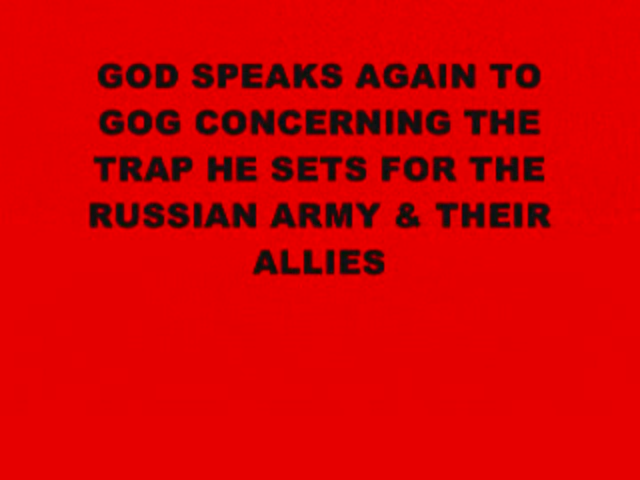 GOD SPEAKS AGAIN TO
GOG CONCERNING THE
TRAP HE SETS FOR THE
RUSSIAN ARMY & THEIR
ALLIES